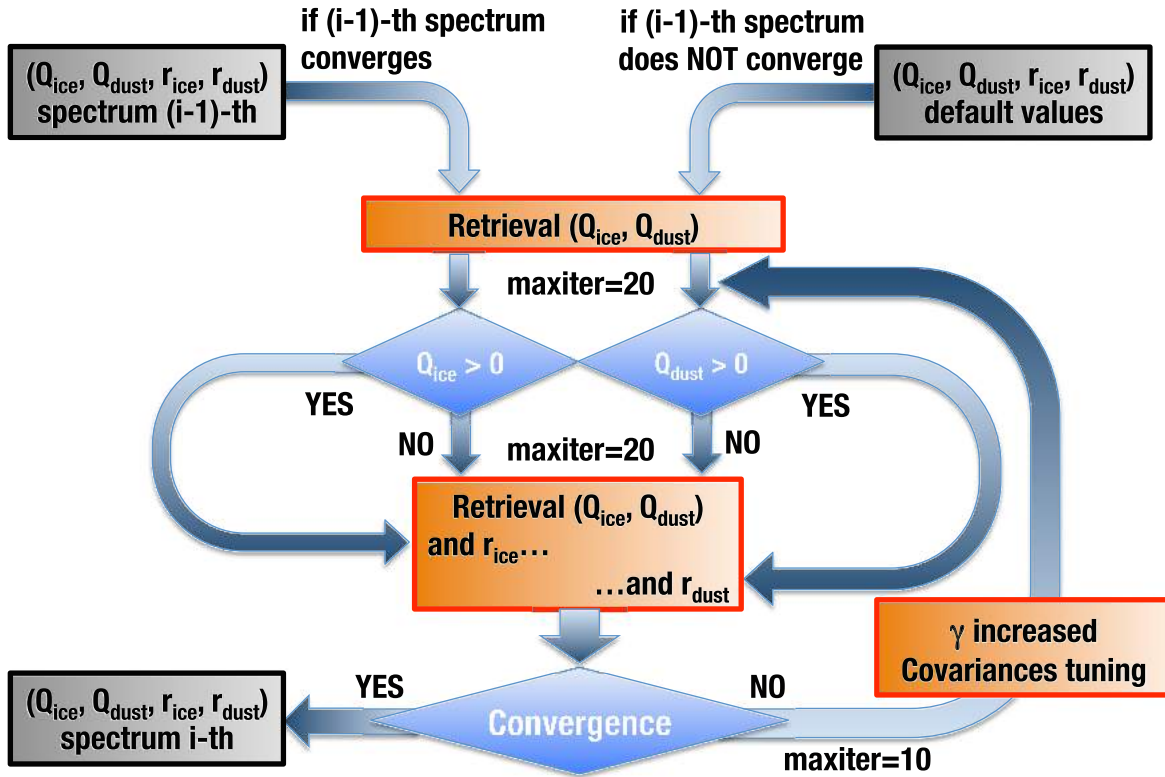 if (i-1)-th spectrum
converges
if (i-1)-th spectrum
does NOT converge
(Qice, Qdust, rice, rdust)
spectrum (i-1)-th
(Qice, Qdust, rice, rdust)
default values
Retrieval (Qice, Qdust)
maxiter=20
Qice > 0
Qdust > 0
YES
YES
NO
maxiter=20
NO
Retrieval (Qice, Qdust)
and rice...
...and rdust
γ increased
Covariances tuning
YES
NO
(Qice, Qdust, rice, rdust)
spectrum i-th
Convergence
maxiter=10